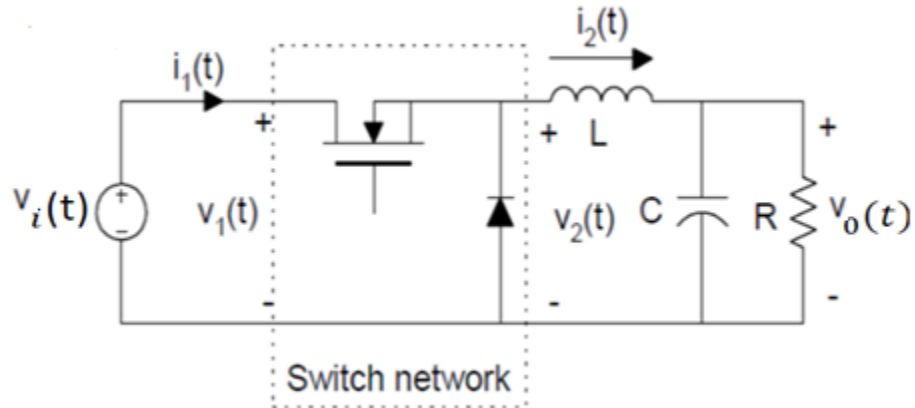 i₂(t)
i₁(t)
+ + L +
vᵢ(t) + − v₁(t) v₂(t) C R v₀(t)
- - -
Switch network